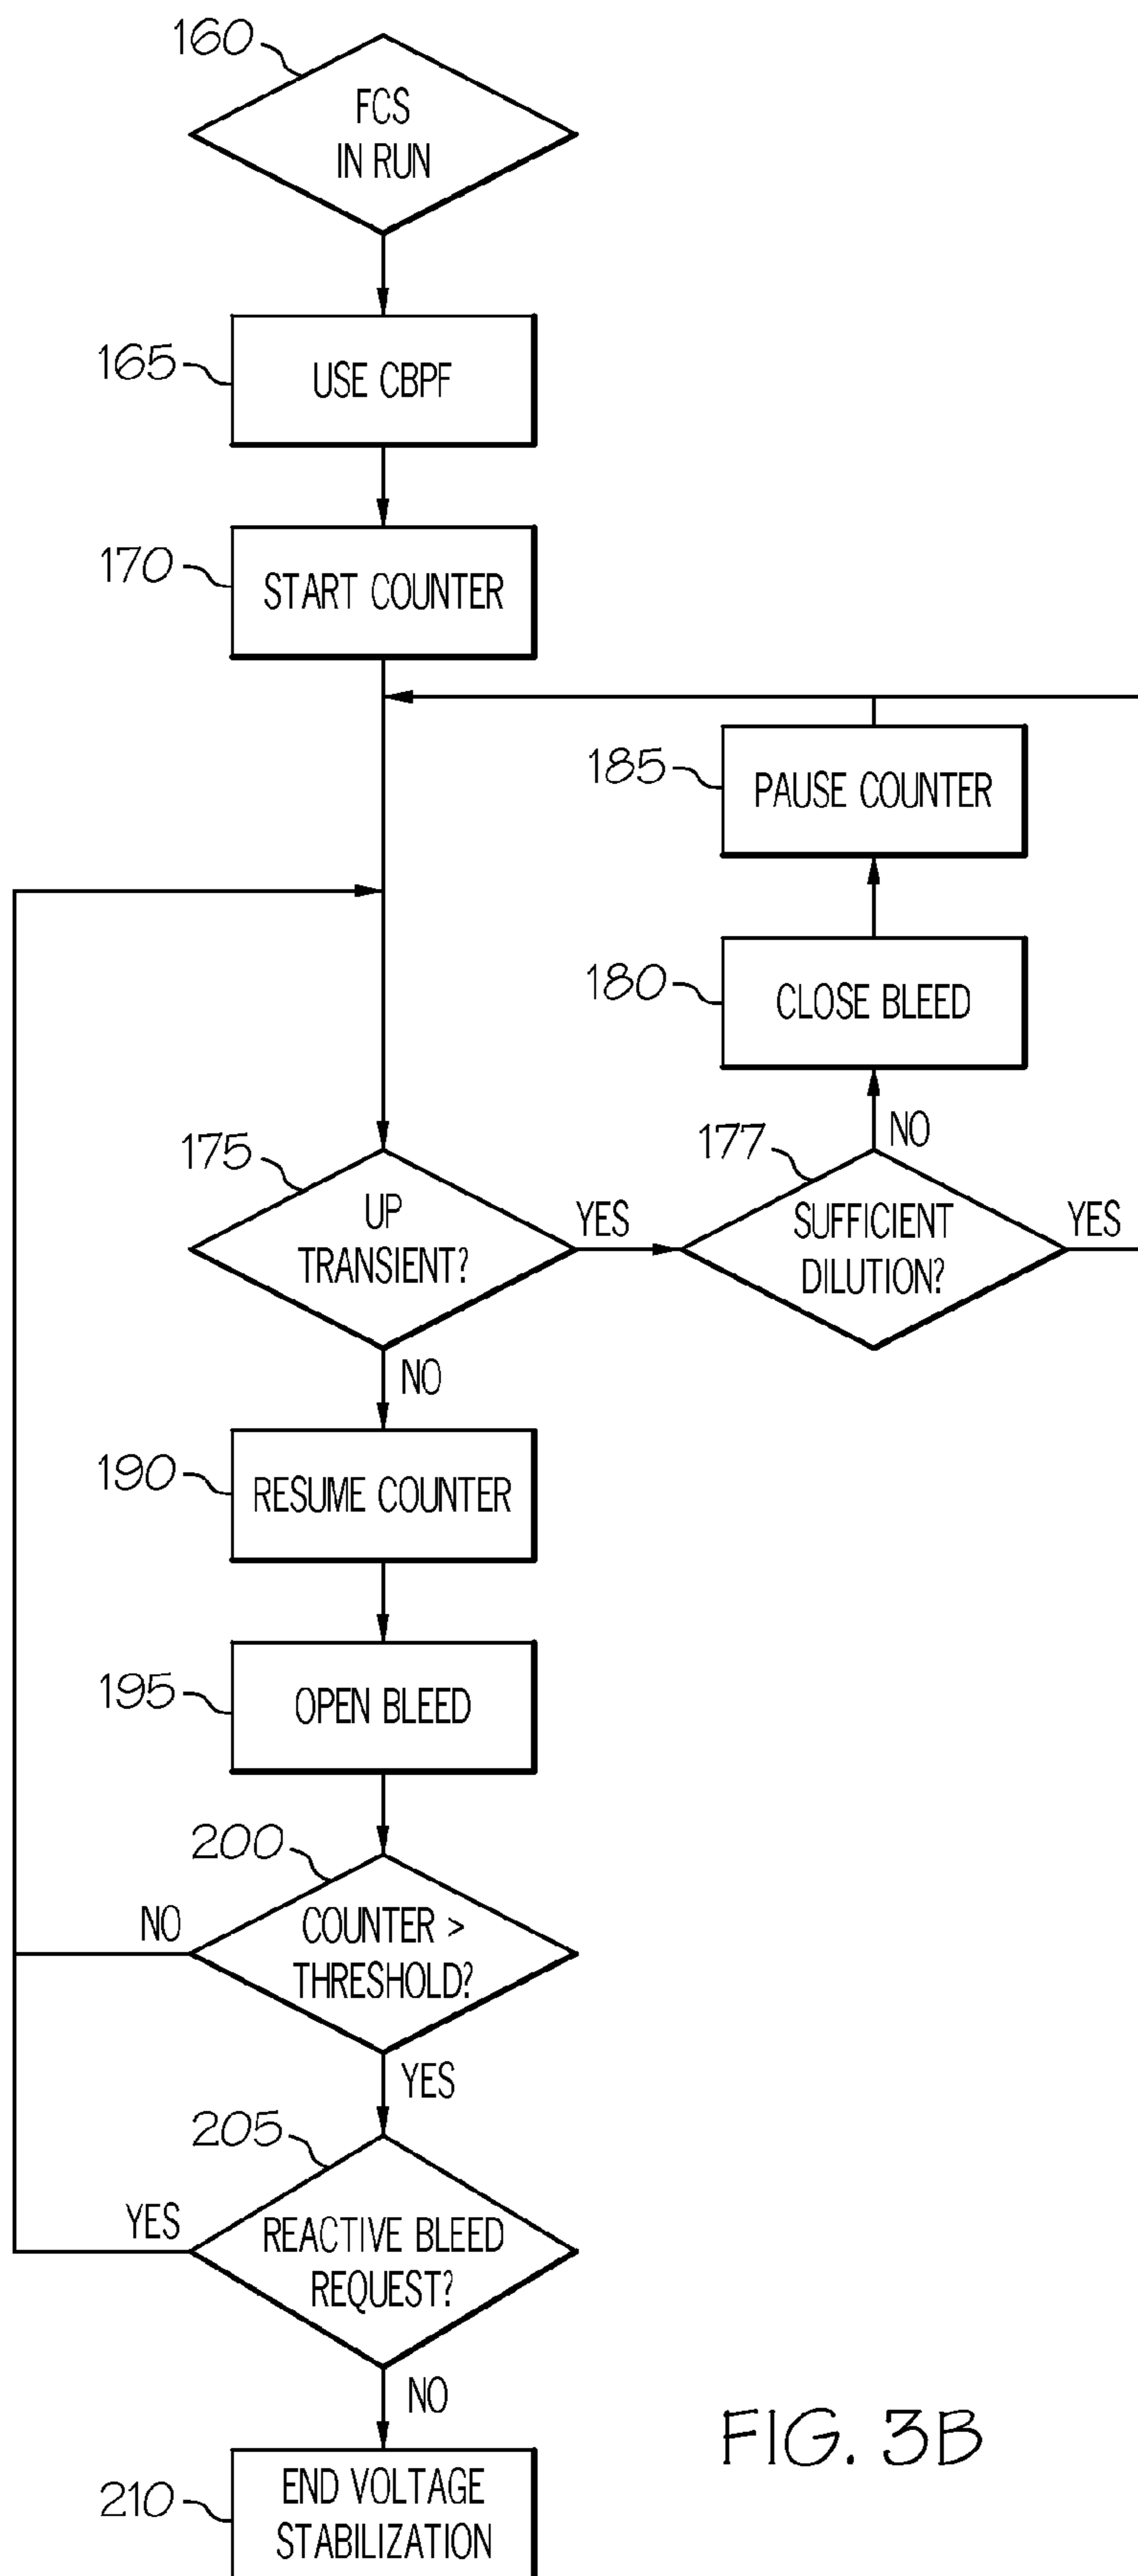 160
FCS
IN RUN
165
USE CBPF
170
START COUNTER
185
PAUSE COUNTER
180
CLOSE BLEED
NO
175
UP
TRANSIENT?
YES
177
SUFFICIENT
DILUTION?
YES
NO
190
RESUME COUNTER
195
OPEN BLEED
200
NO
COUNTER >
THRESHOLD?
YES
205
YES
REACTIVE BLEED
REQUEST?
NO
210
END VOLTAGE
STABILIZATION
FIG. 3B